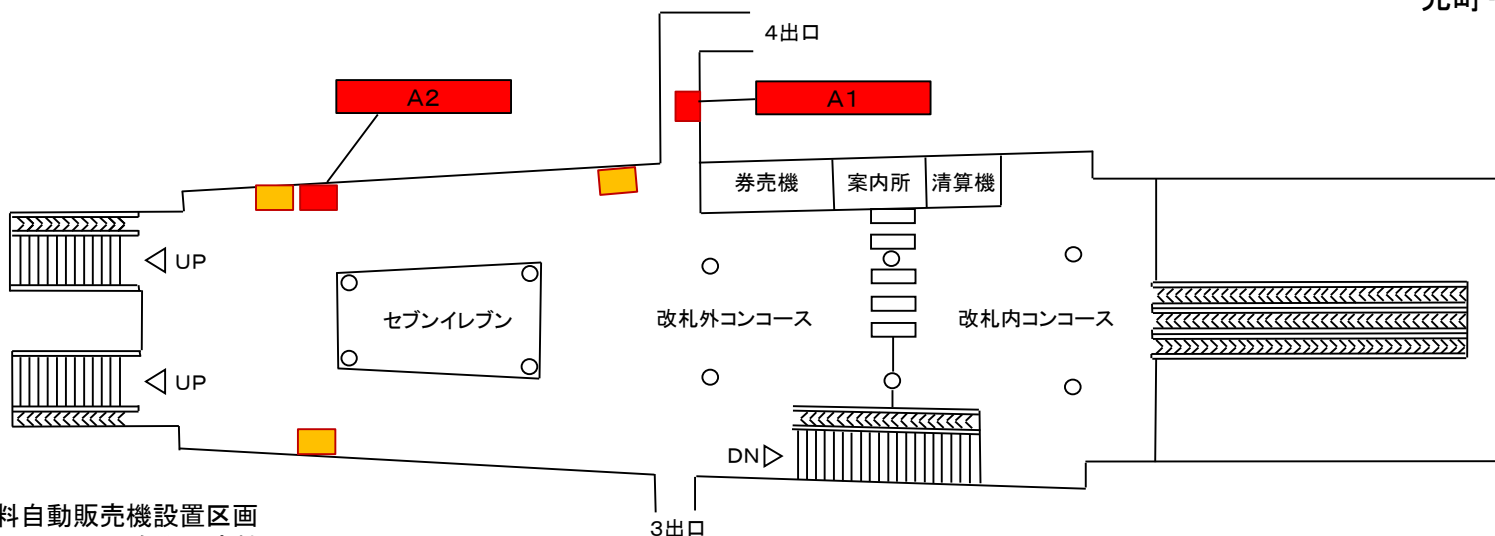 元町
4出口
A2
A1
券売機
案内所
清算機
UP
セブンイレブン
改札外コンコース
改札内コンコース
UP
DN
料自動販売機設置区画
3出口